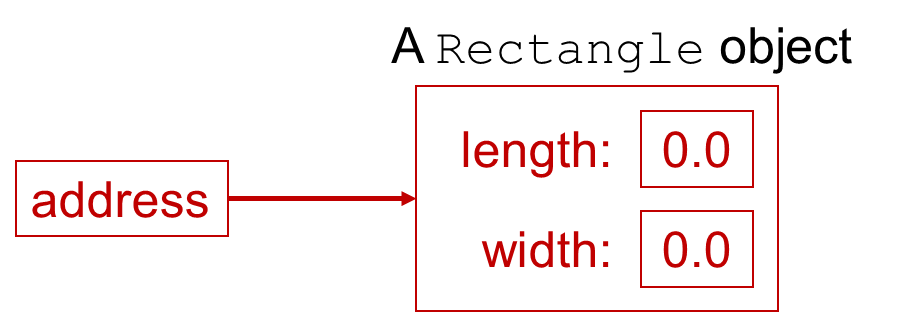 A Rectangle object
length: 0.0
address
width: 0.0